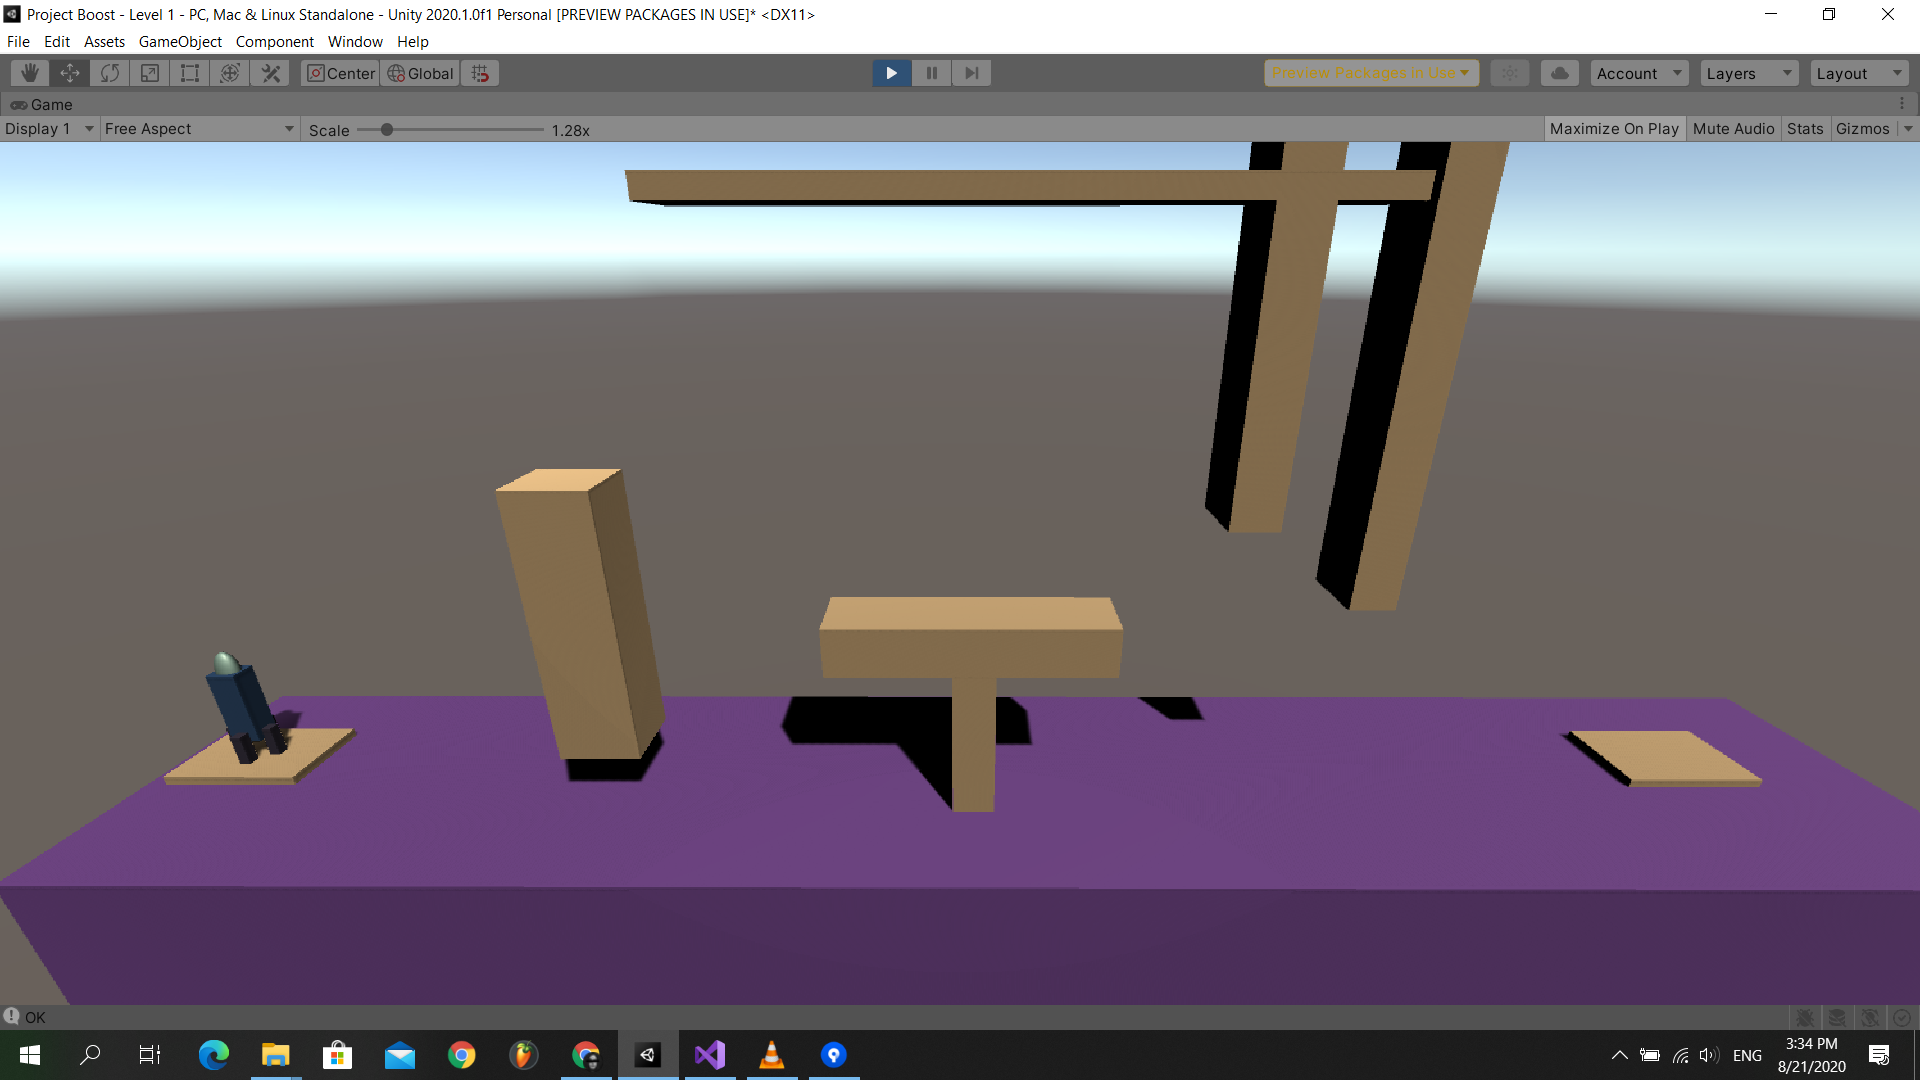 Project Boost - Level 1 - PC, Mac & Linux Standalone - Unity 2020.1.0f1 Personal [PREVIEW PACKAGES IN USE]* <DX11>
File Edit Assets GameObject Component Window Help
Center Global Preview Packages in Use Account Layers Layout
Game
Display 1 Free Aspect Scale 1.28x Maximize On Play Mute Audio Stats Gizmos
OK
ENG
3:34 PM
8/21/2020